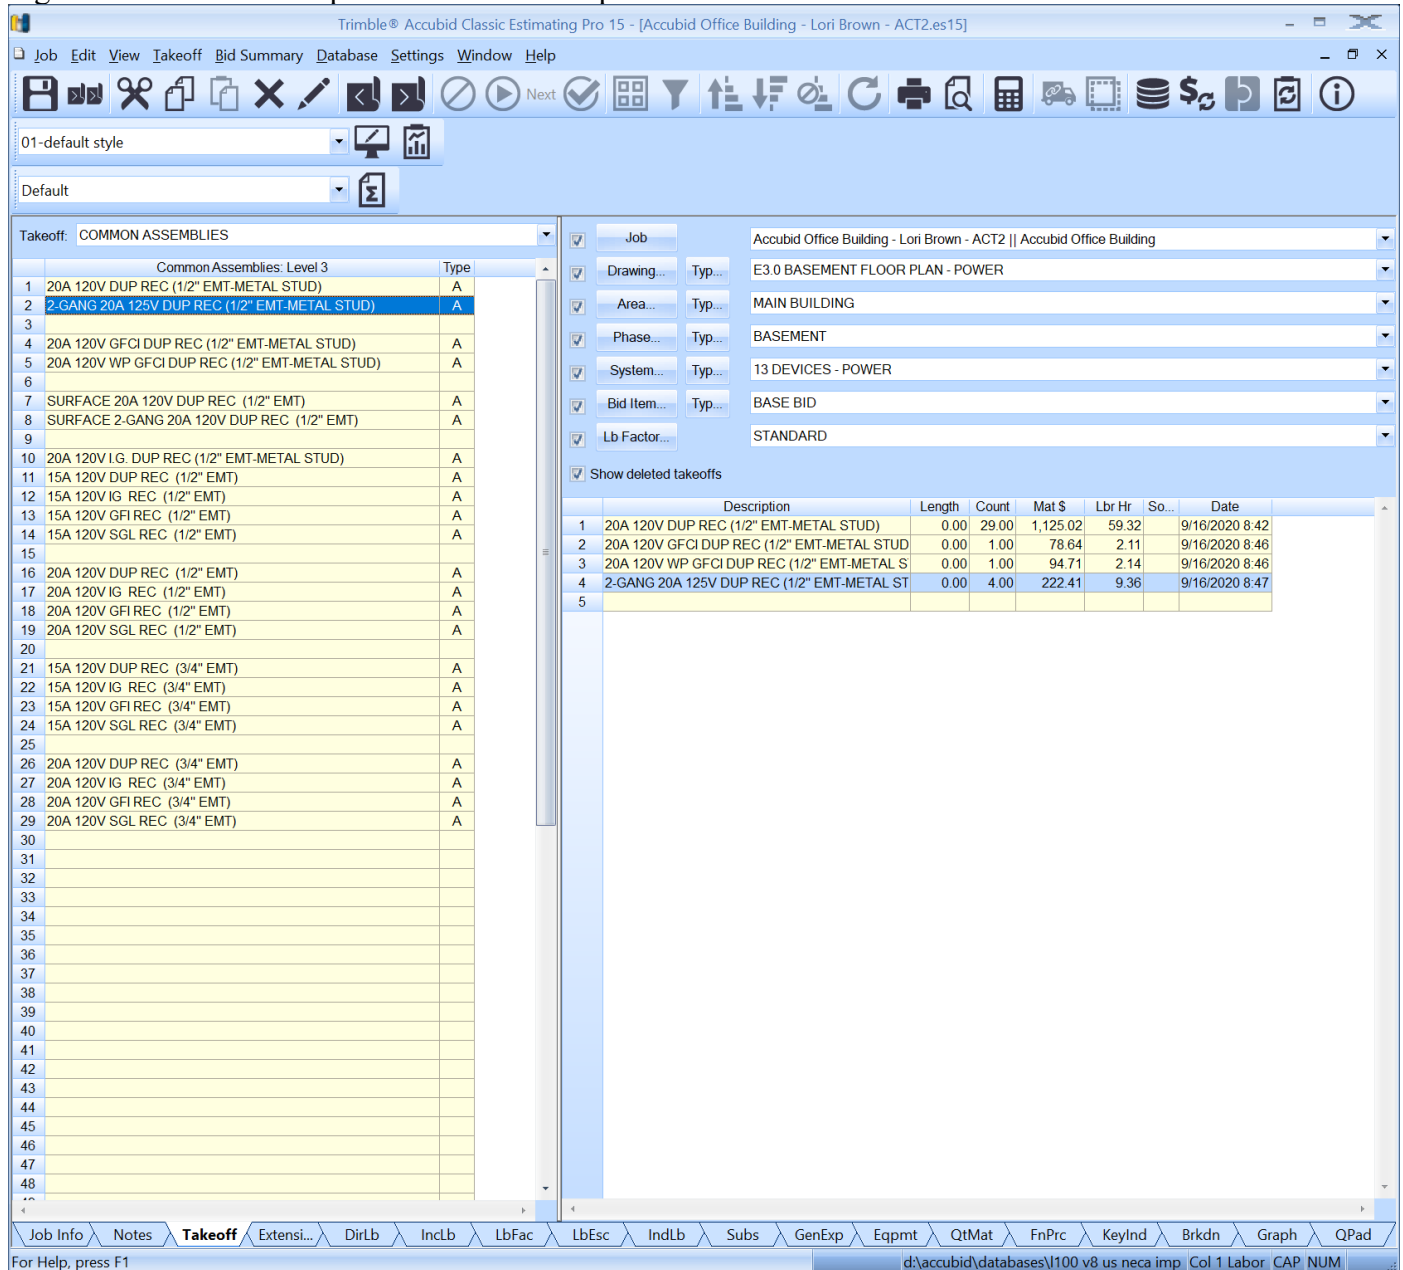 Trimble® Accubid Classic Estimating Pro 15 - [Accubid Office Building - Lori Brown - ACT2.es15]
Job Edit View Takeoff Bid Summary Database Settings Window Help
Next
01-default style
Default
Takeoff: COMMON ASSEMBLIES
Common Assemblies: Level 3 Type
1 20A 120V DUP REC (1/2" EMT-METAL STUD) A
2 2-GANG 20A 125V DUP REC (1/2" EMT-METAL STUD) A
3
4 20A 120V GFCI DUP REC (1/2" EMT-METAL STUD) A
5 20A 120V WP GFCI DUP REC (1/2" EMT-METAL STUD) A
6
7 SURFACE 20A 120V DUP REC (1/2" EMT) A
8 SURFACE 2-GANG 20A 120V DUP REC (1/2" EMT) A
9
10 20A 120V I.G. DUP REC (1/2" EMT-METAL STUD) A
11 15A 120V DUP REC (1/2" EMT) A
12 15A 120V IG REC (1/2" EMT) A
13 15A 120V GFI REC (1/2" EMT) A
14 15A 120V SGL REC (1/2" EMT) A
15
16 20A 120V DUP REC (1/2" EMT) A
17 20A 120V IG REC (1/2" EMT) A
18 20A 120V GFI REC (1/2" EMT) A
19 20A 120V SGL REC (1/2" EMT) A
20
21 15A 120V DUP REC (3/4" EMT) A
22 15A 120V IG REC (3/4" EMT) A
23 15A 120V GFI REC (3/4" EMT) A
24 15A 120V SGL REC (3/4" EMT) A
25
26 20A 120V DUP REC (3/4" EMT) A
27 20A 120V IG REC (3/4" EMT) A
28 20A 120V GFI REC (3/4" EMT) A
29 20A 120V SGL REC (3/4" EMT) A
30
31
32
33
34
35
36
37
38
39
40
41
42
43
44
45
46
47
48
Job Accubid Office Building - Lori Brown - ACT2 || Accubid Office Building
Drawing... Typ... E3.0 BASEMENT FLOOR PLAN - POWER
Area... Typ... MAIN BUILDING
Phase... Typ... BASEMENT
System... Typ... 13 DEVICES - POWER
Bid Item... Typ... BASE BID
Lb Factor... STANDARD
Show deleted takeoffs
Description Length Count Mat $ Lbr Hr So... Date
1 20A 120V DUP REC (1/2" EMT-METAL STUD) 0.00 29.00 1,125.02 59.32 9/16/2020 8:42
2 20A 120V GFCI DUP REC (1/2" EMT-METAL STUD 0.00 1.00 78.64 2.11 9/16/2020 8:46
3 20A 120V WP GFCI DUP REC (1/2" EMT-METAL S 0.00 1.00 94.71 2.14 9/16/2020 8:46
4 2-GANG 20A 125V DUP REC (1/2" EMT-METAL ST 0.00 4.00 222.41 9.36 9/16/2020 8:47
5
Job Info Notes Takeoff Extensi... DirLb IncLb LbFac LbEsc IndLb Subs GenExp Eqpmt QtMat FnPrc KeyInd Brkdn Graph QPad
For Help, press F1 d:\accubid\databases\l100 v8 us neca imp Col 1 Labor CAP NUM